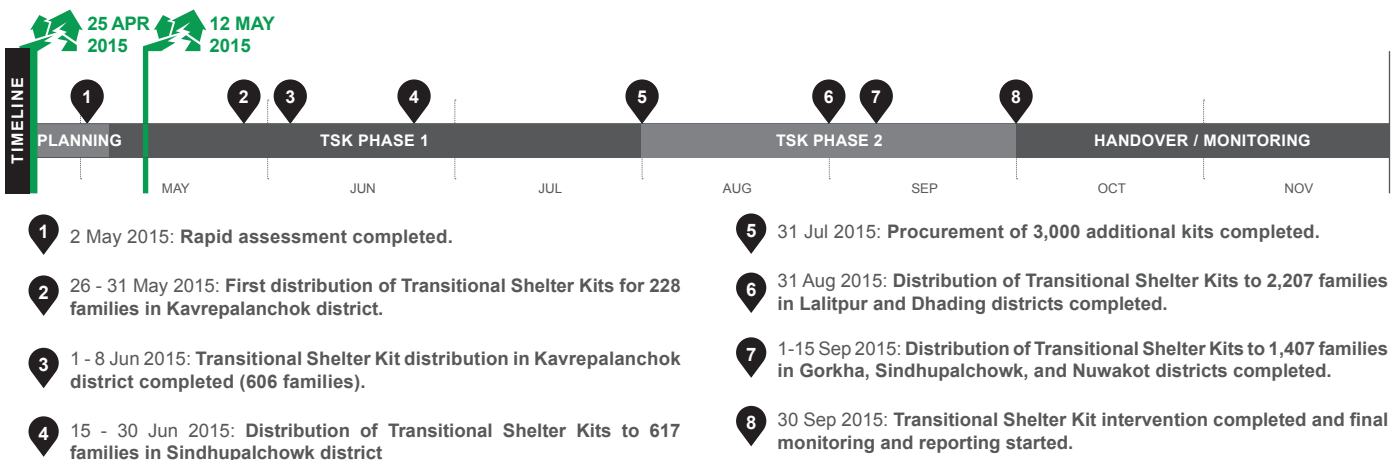 25 APR
2015
12 MAY
2015
TIMELINE
1 2 3 4 5 6 7 8
PLANNING TSK PHASE 1 TSK PHASE 2 HANDOVER / MONITORING
MAY JUN JUL AUG SEP OCT NOV
1 2 May 2015: Rapid assessment completed.
2 26 - 31 May 2015: First distribution of Transitional Shelter Kits for 228
families in Kavrepalanchok district.
3 1 - 8 Jun 2015: Transitional Shelter Kit distribution in Kavrepalanchok
district completed (606 families).
4 15 - 30 Jun 2015: Distribution of Transitional Shelter Kits to 617
families in Sindhupalchowk district
5 31 Jul 2015: Procurement of 3,000 additional kits completed.
6 31 Aug 2015: Distribution of Transitional Shelter Kits to 2,207 families
in Lalitpur and Dhading districts completed.
7 1-15 Sep 2015: Distribution of Transitional Shelter Kits to 1,407 families
in Gorkha, Sindhupalchowk, and Nuwakot districts completed.
8 30 Sep 2015: Transitional Shelter Kit intervention completed and final
monitoring and reporting started.